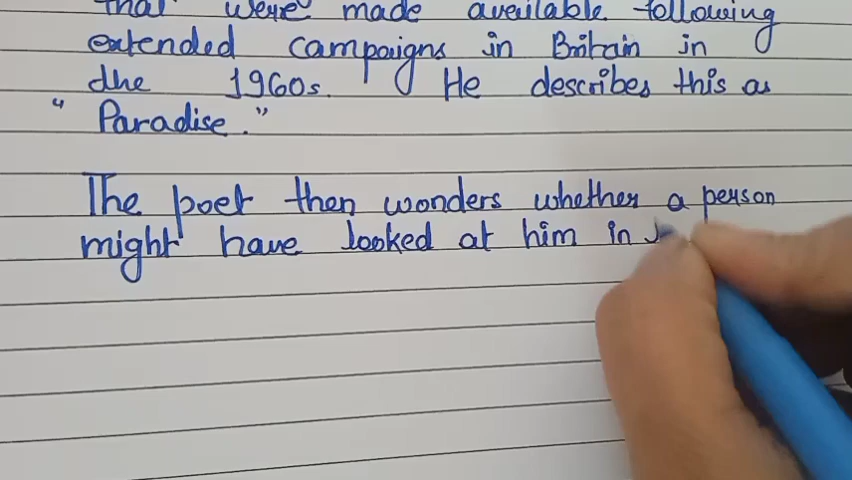 that were made available following
extended campaigns in Britain in
the 1960s. He describes this as
"Paradise."
The poet then wonders whether a person
might have looked at him in